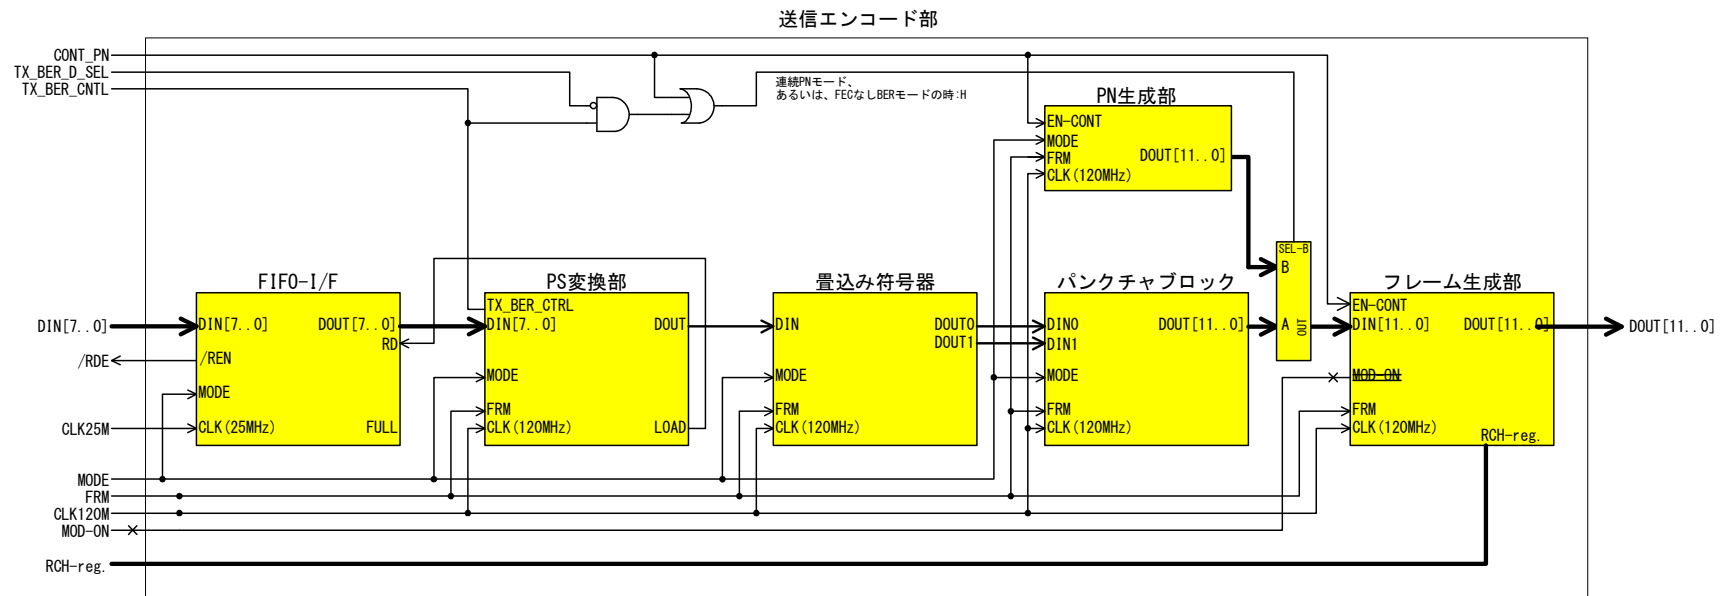 送信エンコード部
CONT_PN
TX_BER_D_SEL
TX_BER_CNTL
連続PNモード、
あるいは、FECなしBERモードの時:H
PN生成部
EN-CONT
MODE
FRM
CLK(120MHz)
DOUT[11..0]
SEL-B
B
A
OUT
FIFO-I/F
DIN[7..0]
DOUT[7..0]
RD
/REN
MODE
CLK(25MHz)
FULL
PS変換部
TX_BER_CTRL
DIN[7..0]
DOUT
MODE
FRM
CLK(120MHz)
LOAD
畳込み符号器
DIN
DOUT0
DOUT1
MODE
FRM
CLK(120MHz)
パンクチャブロック
DIN0
DIN1
DOUT[11..0]
MODE
FRM
CLK(120MHz)
フレーム生成部
EN-CONT
DIN[11..0]
DOUT[11..0]
MOD-ON
FRM
CLK(120MHz)
RCH-reg.
DIN[7..0]
/RDE
CLK25M
MODE
FRM
CLK120M
MOD-ON
RCH-reg.
DOUT[11..0]